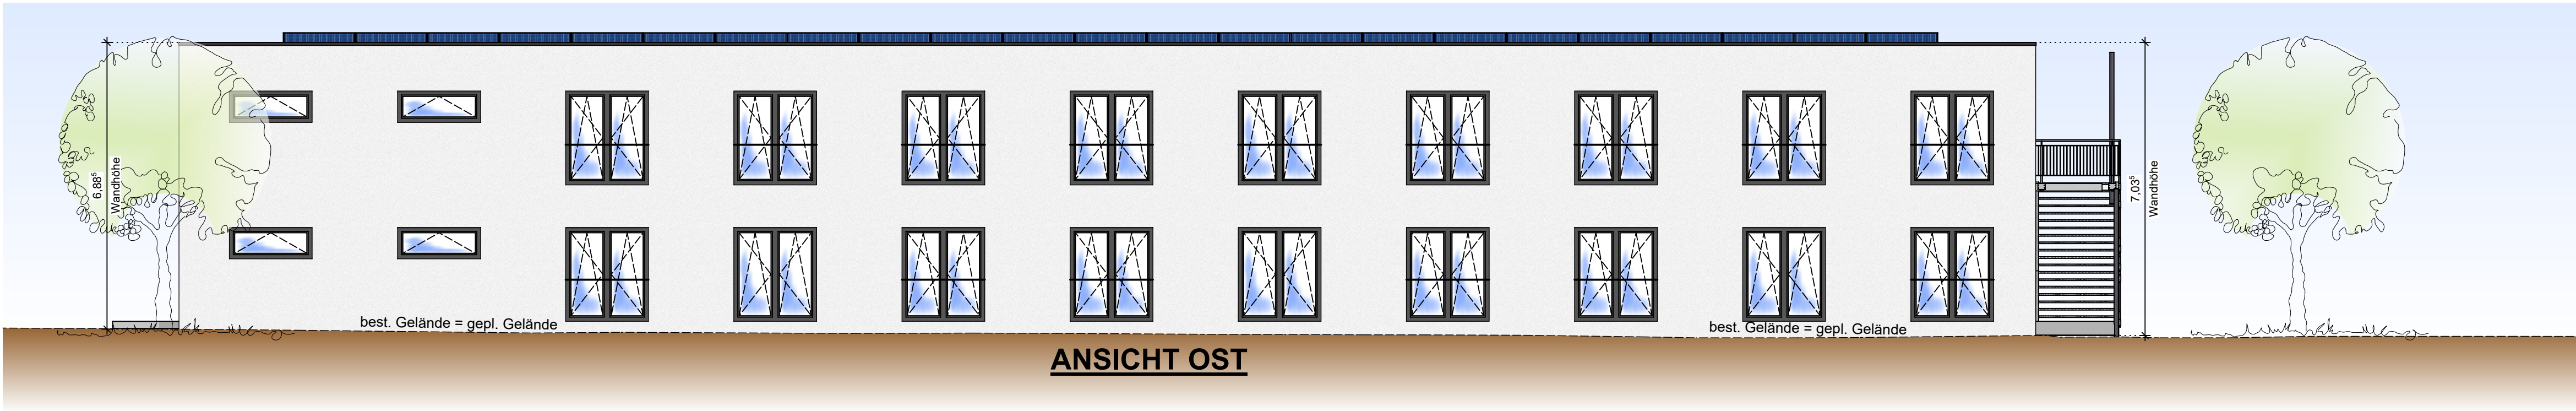 6,88⁵
Wandhöhe
7,03⁵
Wandhöhe
best. Gelände = gepl. Gelände
best. Gelände = gepl. Gelände
ANSICHT OST